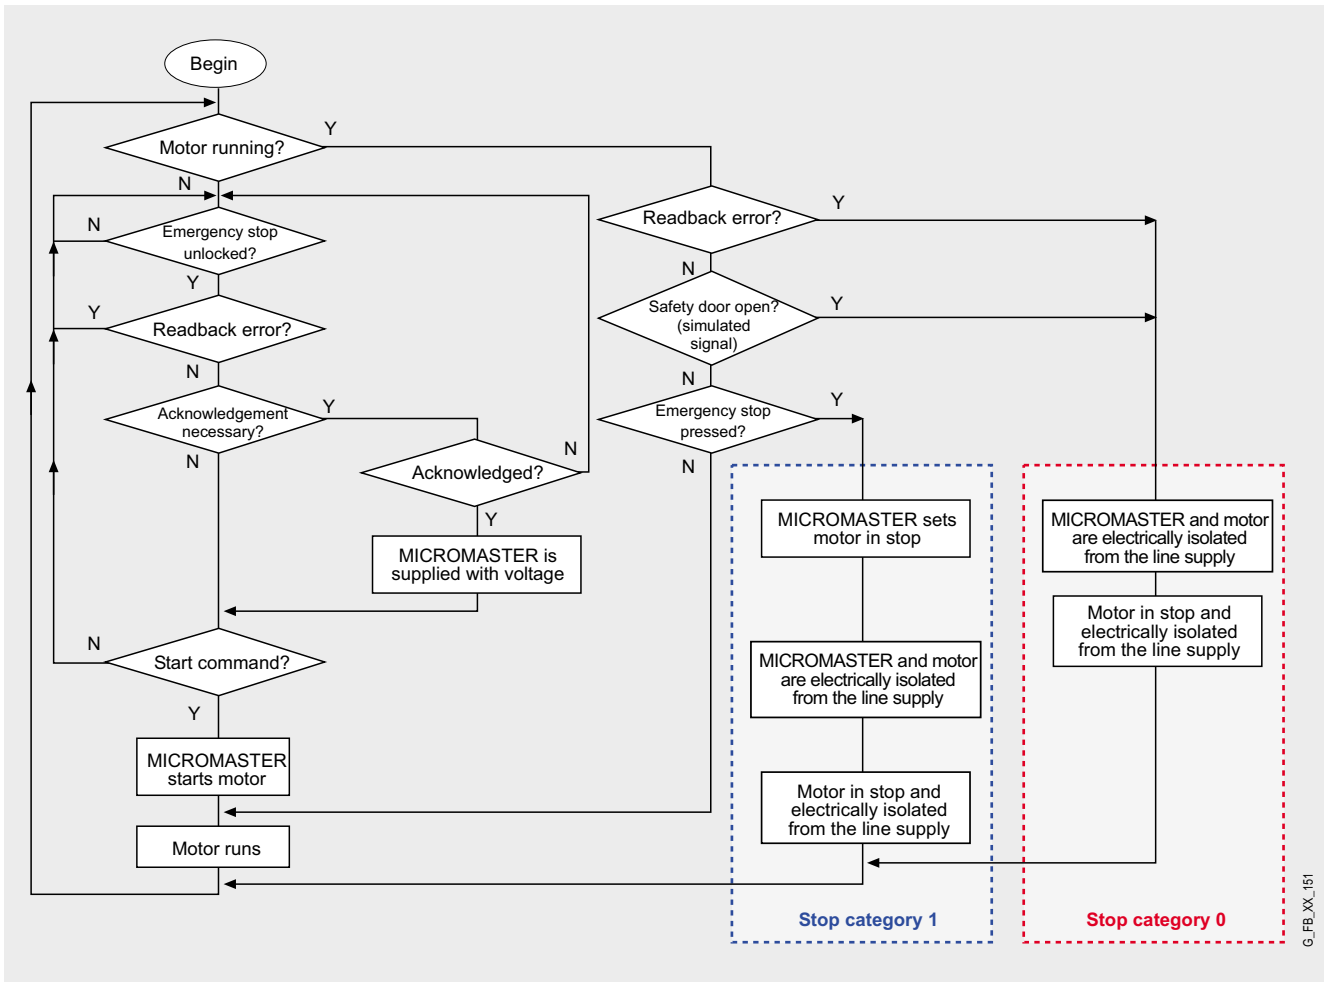 Begin
Motor running?
Y
N
Emergency stop
unlocked?
N
Y
Readback error?
Y
N
Acknowledgement
necessary?
Y
N
Acknowledged?
N
Y
MICROMASTER is
supplied with voltage
Start command?
N
Y
MICROMASTER
starts motor
Motor runs
Readback error?
Y
N
Safety door open?
(simulated
signal)
Y
N
Emergency stop
pressed?
Y
N
MICROMASTER sets
motor in stop
MICROMASTER and motor
are electrically isolated
from the line supply
Motor in stop and
electrically isolated
from the line supply
Stop category 1
MICROMASTER and motor
are electrically isolated
from the line supply
Motor in stop and
electrically isolated
from the line supply
Stop category 0
G_FB_XX_151